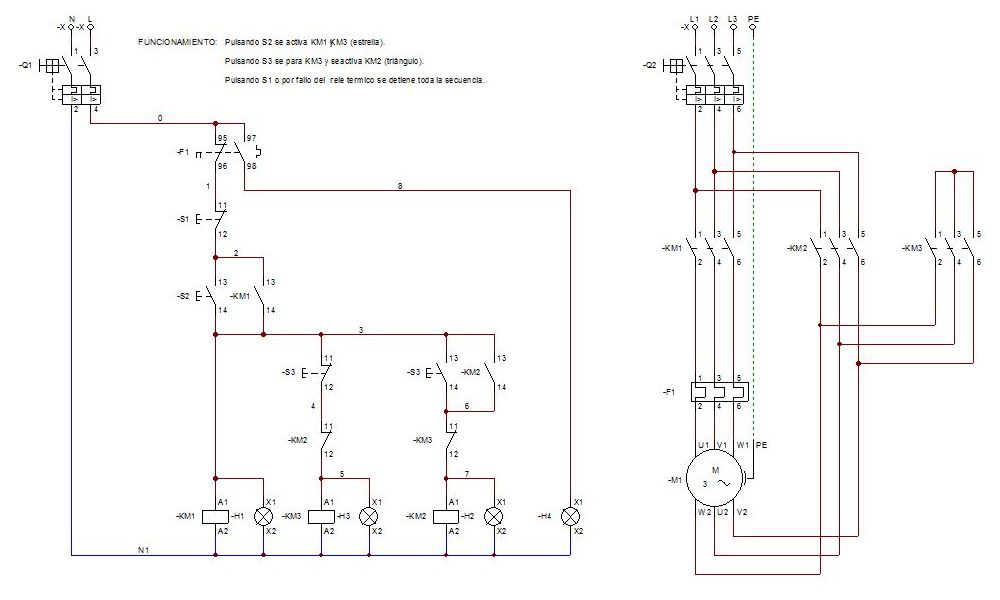 -X N -X L
-X L1 L2 L3 PE
FUNCIONAMIENTO: Pulsando S2 se activa KM1 KM3 (estrella).
Pulsando S3 se para KM3 y seactiva KM2 (triángulo).
Pulsando S1 o por fallo del rele termico se detiene toda la secuencia.
1 3
-Q1
I> I>
2 4
0
95 97
-F1
96 98
1
8
11
-S1
12
2
13 13
-S2 -KM1
14 14
3
11 13 13
-S3 -S3 -KM2
12 14 14
4 6
11 11
-KM2 -KM3
12 12
5 7
A1 X1 A1 X1 A1 X1 X1
-KM1 -H1 -KM3 -H3 -KM2 -H2 -H4
A2 X2 A2 X2 A2 X2 X2
N1
1 3 5
-Q2
I> I> I>
2 4 6
1 3 5 1 3 5 1 3 5
-KM1 -KM2 -KM3
2 4 6 2 4 6 2 4 6
1 3 5
-F1
2 4 6
U1 V1 W1 PE
-M1 M
3
W2 U2 V2